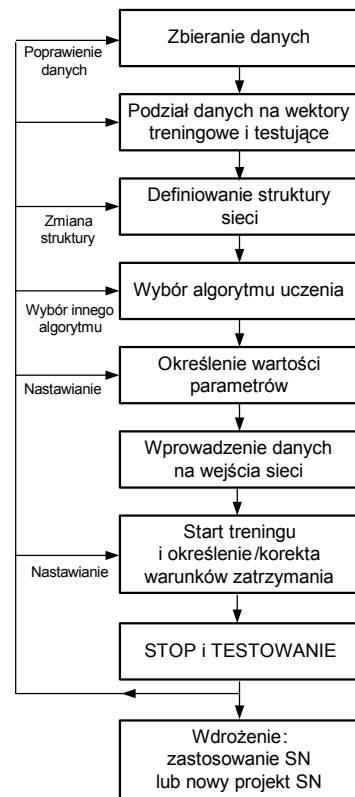 Zbieranie danych
Poprawienie
danych
Podział danych na wektory
treningowe i testujące
Definiowanie struktury
sieci
Zmiana
struktury
Wybór algorytmu uczenia
Wybór innego
algorytmu
Określenie wartości
parametrów
Nastawianie
Wprowadzenie danych
na wejścia sieci
Start treningu
i określenie/korekta
warunków zatrzymania
Nastawianie
STOP i TESTOWANIE
Wdrożenie:
zastosowanie SN
lub nowy projekt SN